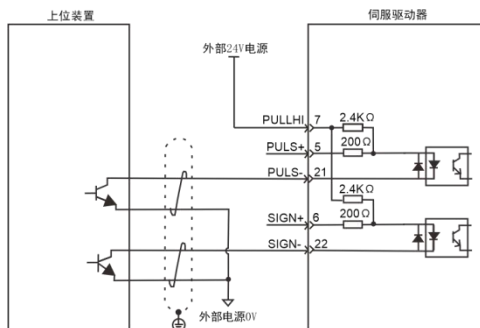 上位装置
伺服驱动器
外部24V电源
PULLHI 7
2.4KΩ
PULS+ 5
200Ω
PULS- 21
2.4KΩ
SIGN+ 6
200Ω
SIGN- 22
外部电源0V